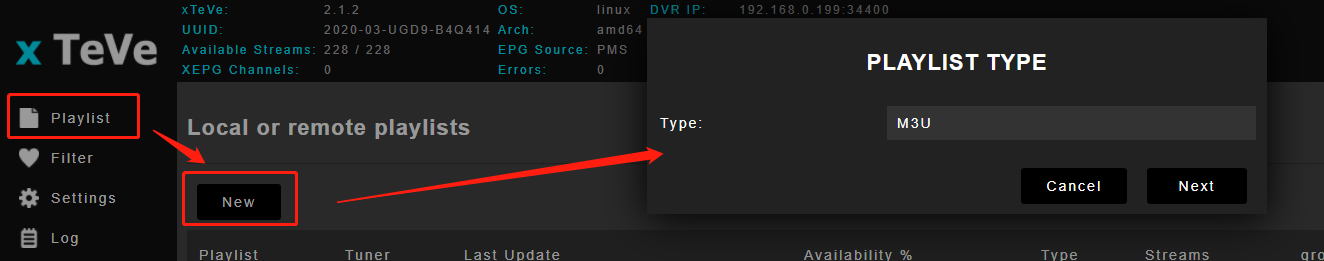 xTeVe: 2.1.2 OS: linux DVR IP: 192.168.0.199:34400
UUID: 2020-03-UGD9-B4Q414 Arch: amd64
Available Streams: 228 / 228 EPG Source: PMS
XEPG Channels: 0 Errors: 0
x TeVe
Playlist
Filter
Settings
Log
Local or remote playlists
New
Playlist Tuner Last Update Availability % Type Streams gro
PLAYLIST TYPE
Type: M3U
Cancel Next